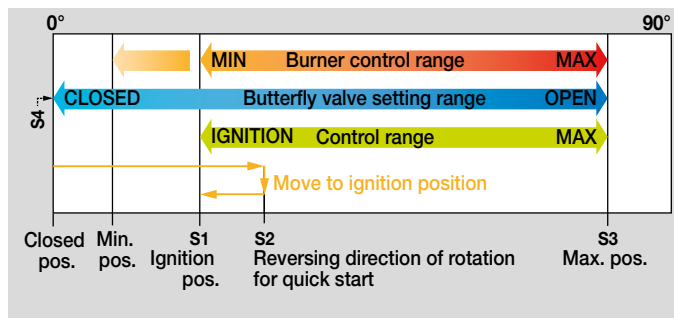 0° 90°
MIN Burner control range MAX
CLOSED Butterfly valve setting range OPEN
S4
IGNITION Control range MAX
Move to ignition position
Closed pos.
Min. pos.
S1
Ignition pos.
S2
Reversing direction of rotation
for quick start
S3
Max. pos.